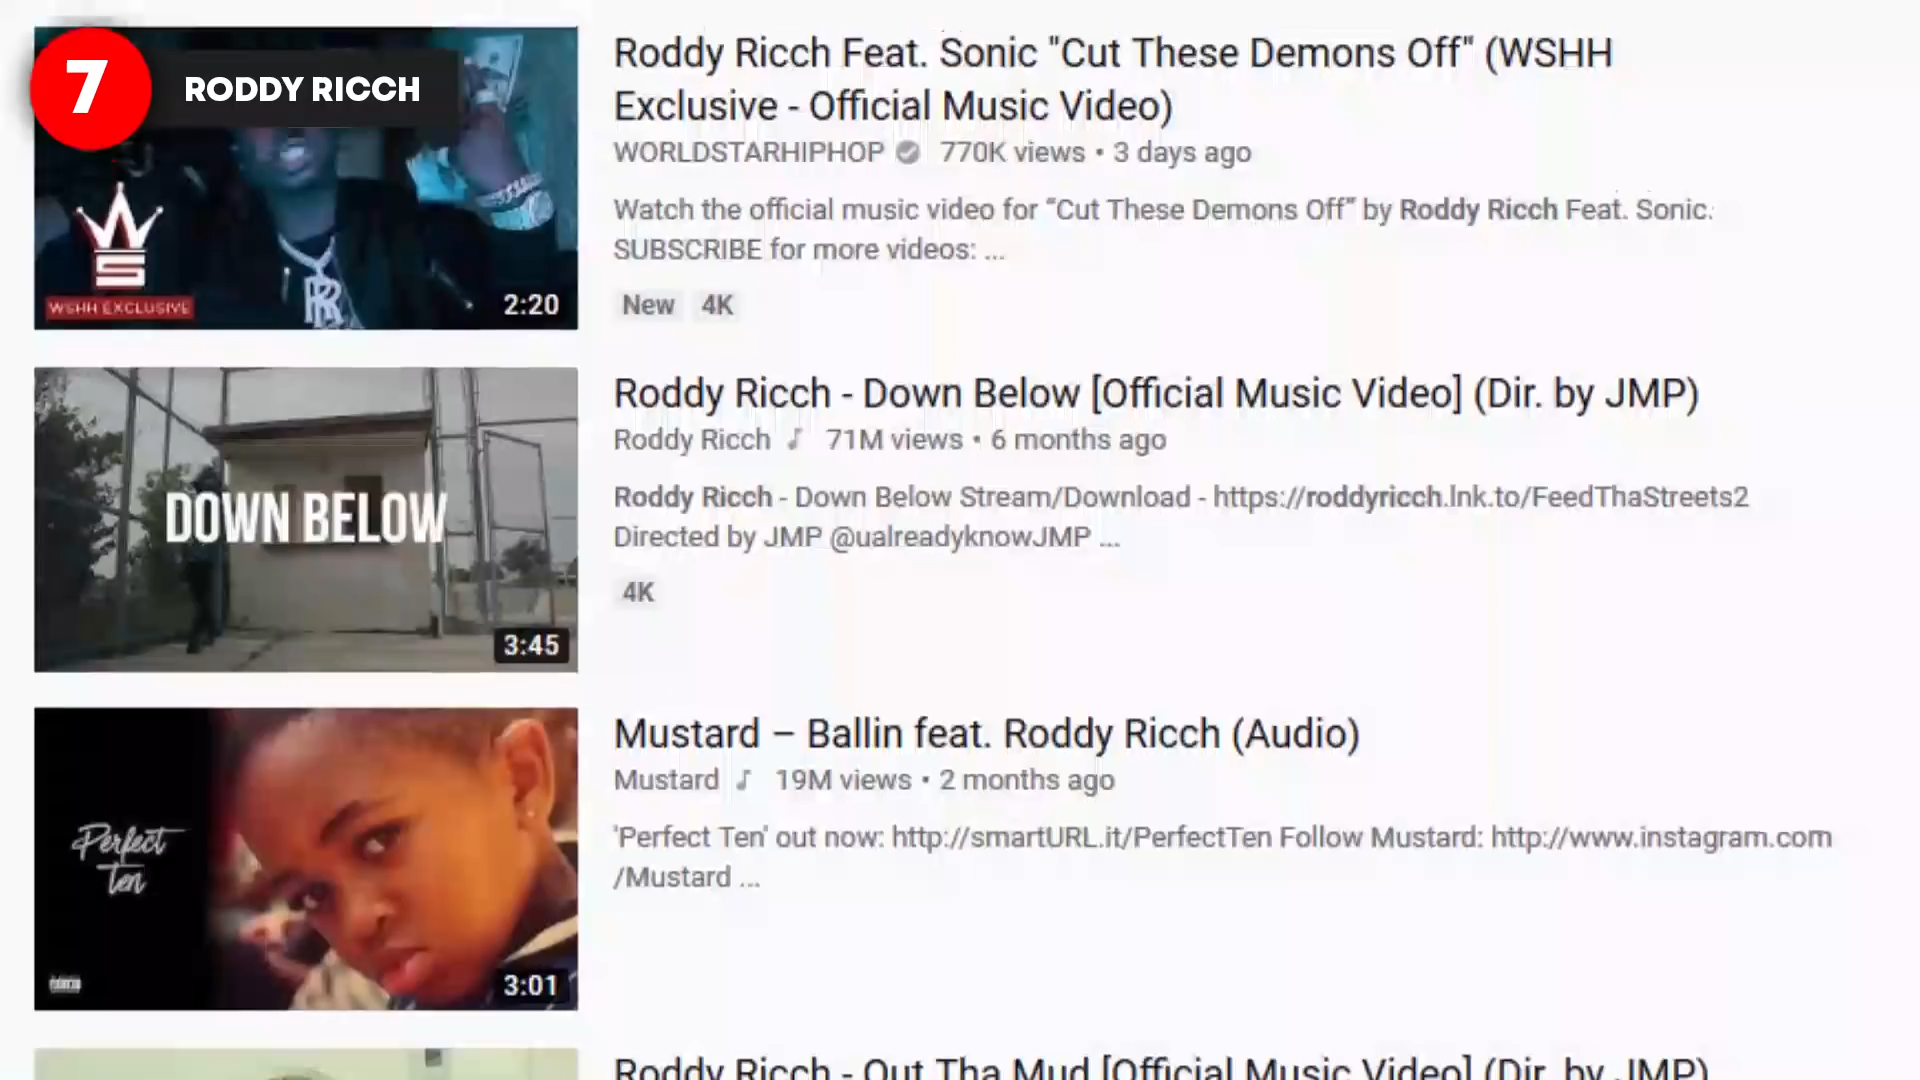 7
RODDY RICCH
WSHH EXCLUSIVE
2:20
Roddy Ricch Feat. Sonic "Cut These Demons Off" (WSHH
Exclusive - Official Music Video)
WORLDSTARHIPHOP 770K views • 3 days ago
Watch the official music video for “Cut These Demons Off” by Roddy Ricch Feat. Sonic.
SUBSCRIBE for more videos: ...
New 4K
DOWN BELOW
3:45
Roddy Ricch - Down Below [Official Music Video] (Dir. by JMP)
Roddy Ricch 71M views • 6 months ago
Roddy Ricch - Down Below Stream/Download - https://roddyricch.lnk.to/FeedThaStreets2
Directed by JMP @ualreadyknowJMP ...
4K
Perfect
Ten
3:01
Mustard – Ballin feat. Roddy Ricch (Audio)
Mustard 19M views • 2 months ago
'Perfect Ten' out now: http://smartURL.it/PerfectTen Follow Mustard: http://www.instagram.com
/Mustard ...
Roddy Ricch - Out Tha Mud [Official Music Video] (Dir. by JMP)